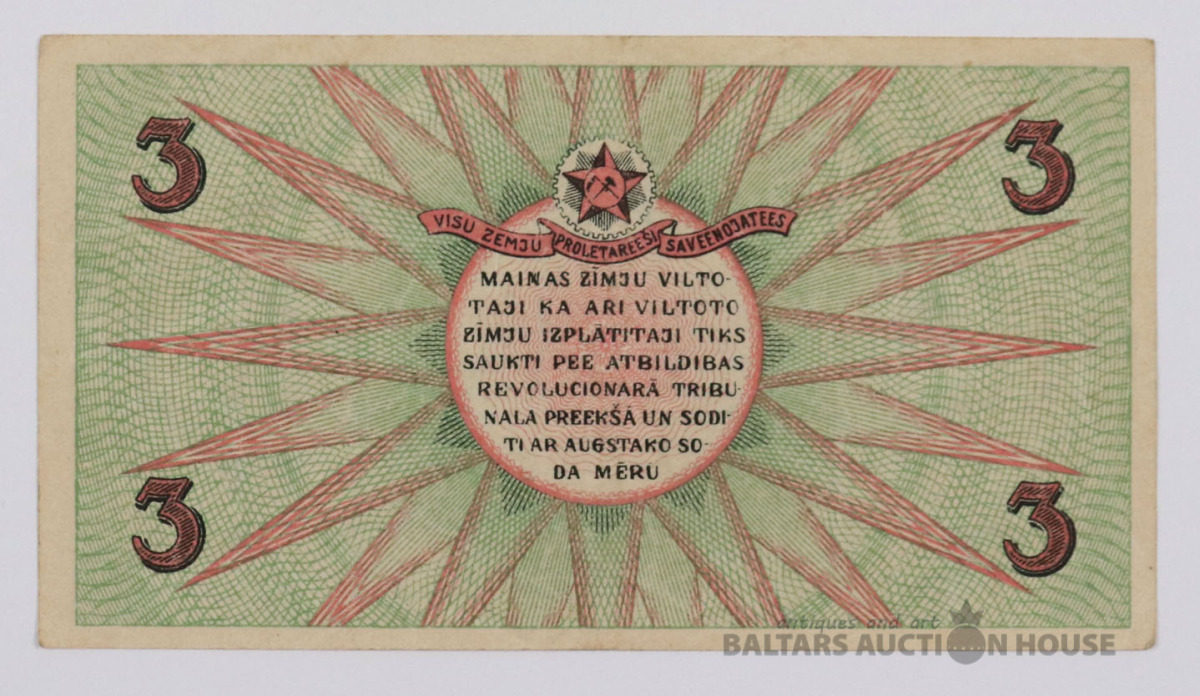 3
3
VISU ZEMJU PROLETAREEŠI SAVEENOJATEES
MAIŅAS ZĪMJU VILTO-
TAJI KA ARI VILTOTO
ZĪMJU IZPLĀTITAJI TIKS
SAUKTI PEE ATBILDIBAS
REVOLUCIONARĀ TRIBU-
NALA PREEKŠĀ UN SODI-
TI AR AUGSTAKO SO-
DA MĒRU
3
3
antiques and art
BALTARS AUCTION HOUSE